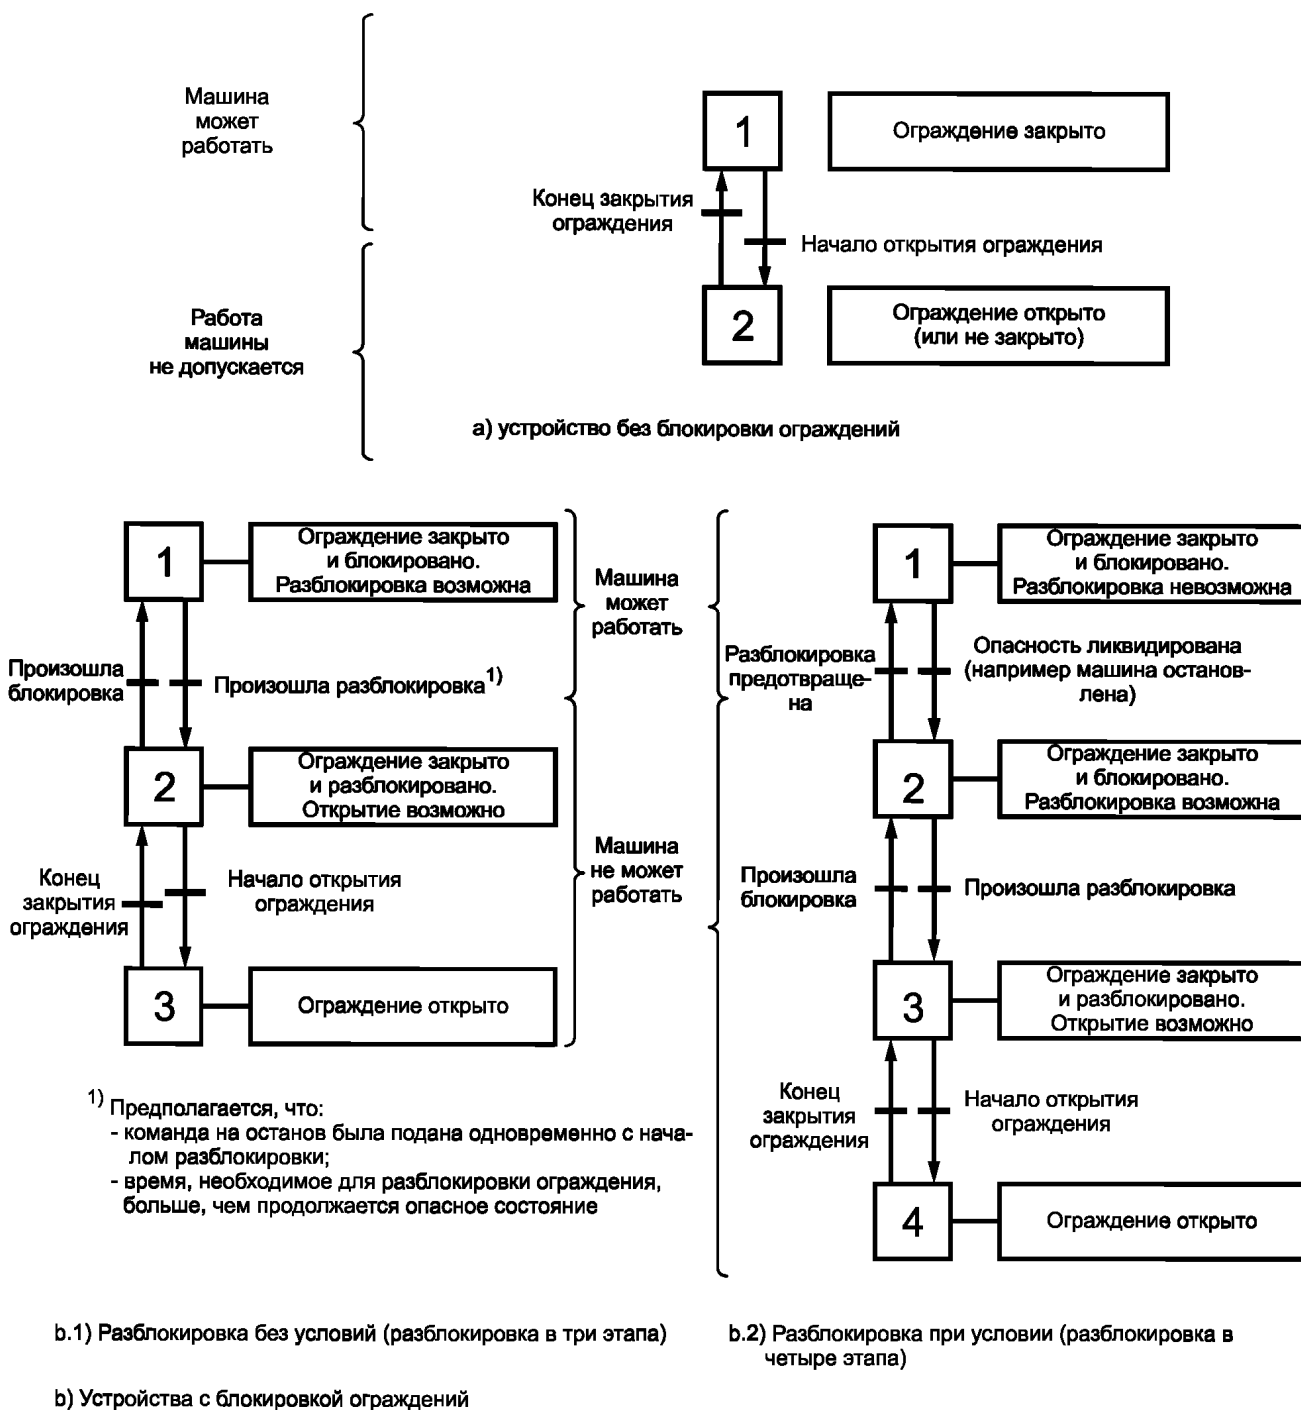 Машина
может
работать
1
Ограждение закрыто
Конец закрытия
ограждения
Начало открытия ограждения
Работа
машины
не допускается
2
Ограждение открыто
(или не закрыто)
a) устройство без блокировки ограждений
1
Ограждение закрыто
и блокировано.
Разблокировка возможна
Произошла
блокировка
Произошла разблокировка1)
2
Ограждение закрыто
и разблокировано.
Открытие возможно
Конец
закрытия
ограждения
Начало открытия
ограждения
3
Ограждение открыто
Машина
может
работать
Машина
не может
работать
1) Предполагается, что:
- команда на останов была подана одновременно с нача-
лом разблокировки;
- время, необходимое для разблокировки ограждения,
больше, чем продолжается опасное состояние
1
Ограждение закрыто
и блокировано.
Разблокировка невозможна
Разблокировка
предотвраще-
на
Опасность ликвидирована
(например машина останов-
лена)
2
Ограждение закрыто
и блокировано.
Разблокировка возможна
Произошла
блокировка
Произошла разблокировка
3
Ограждение закрыто
и разблокировано.
Открытие возможно
Конец
закрытия
ограждения
Начало открытия
ограждения
4
Ограждение открыто
b.1) Разблокировка без условий (разблокировка в три этапа)
b.2) Разблокировка при условии (разблокировка в
четыре этапа)
b) Устройства с блокировкой ограждений